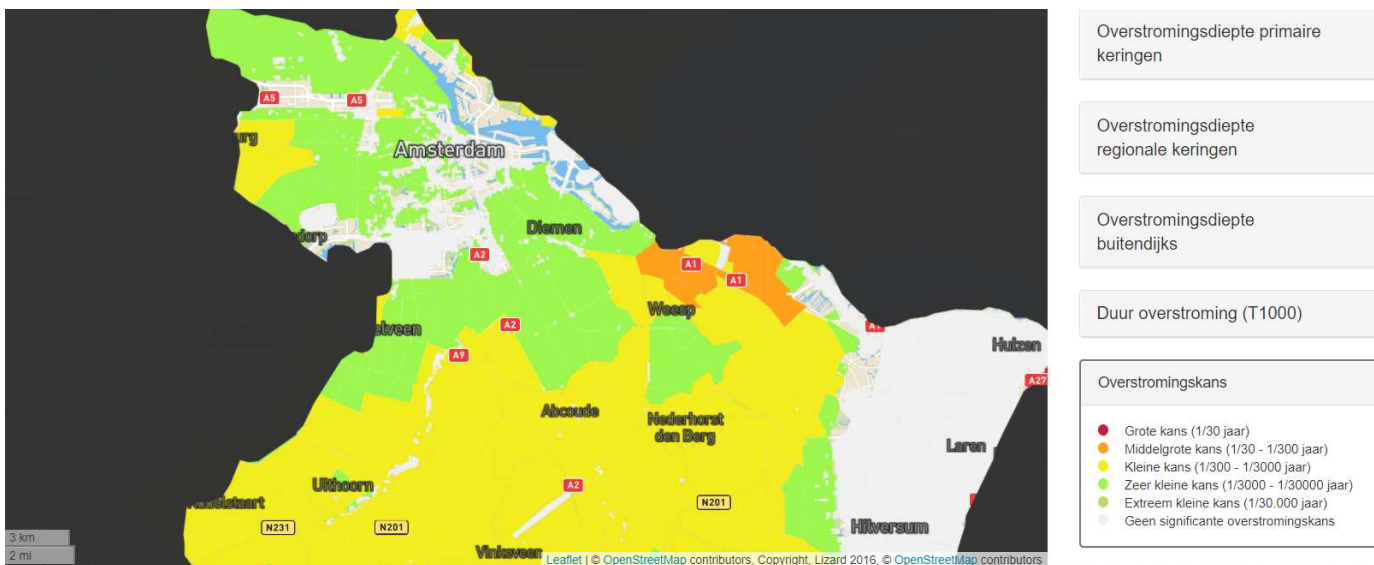 A5
A5
urg
Amsterdam
Diemen
dorp
A2
A1
A1
Weesp
elveen
A2
A9
Huizen
A27
Abcoude
Nederhorst
den Berg
Laren
Uithoorn
A2
N201
N231
N201
Hilversum
Vinkeveen
3 km
2 mi
Leaflet | © OpenStreetMap contributors, Copyright, Lizard 2016, © OpenStreetMap contributors
Overstromingsdiepte primaire
keringen
Overstromingsdiepte
regionale keringen
Overstromingsdiepte
buitendijks
Duur overstroming (T1000)
Overstromingskans
Grote kans (1/30 jaar)
Middelgrote kans (1/30 - 1/300 jaar)
Kleine kans (1/300 - 1/3000 jaar)
Zeer kleine kans (1/3000 - 1/30000 jaar)
Extreem kleine kans (1/30.000 jaar)
Geen significante overstromingskans